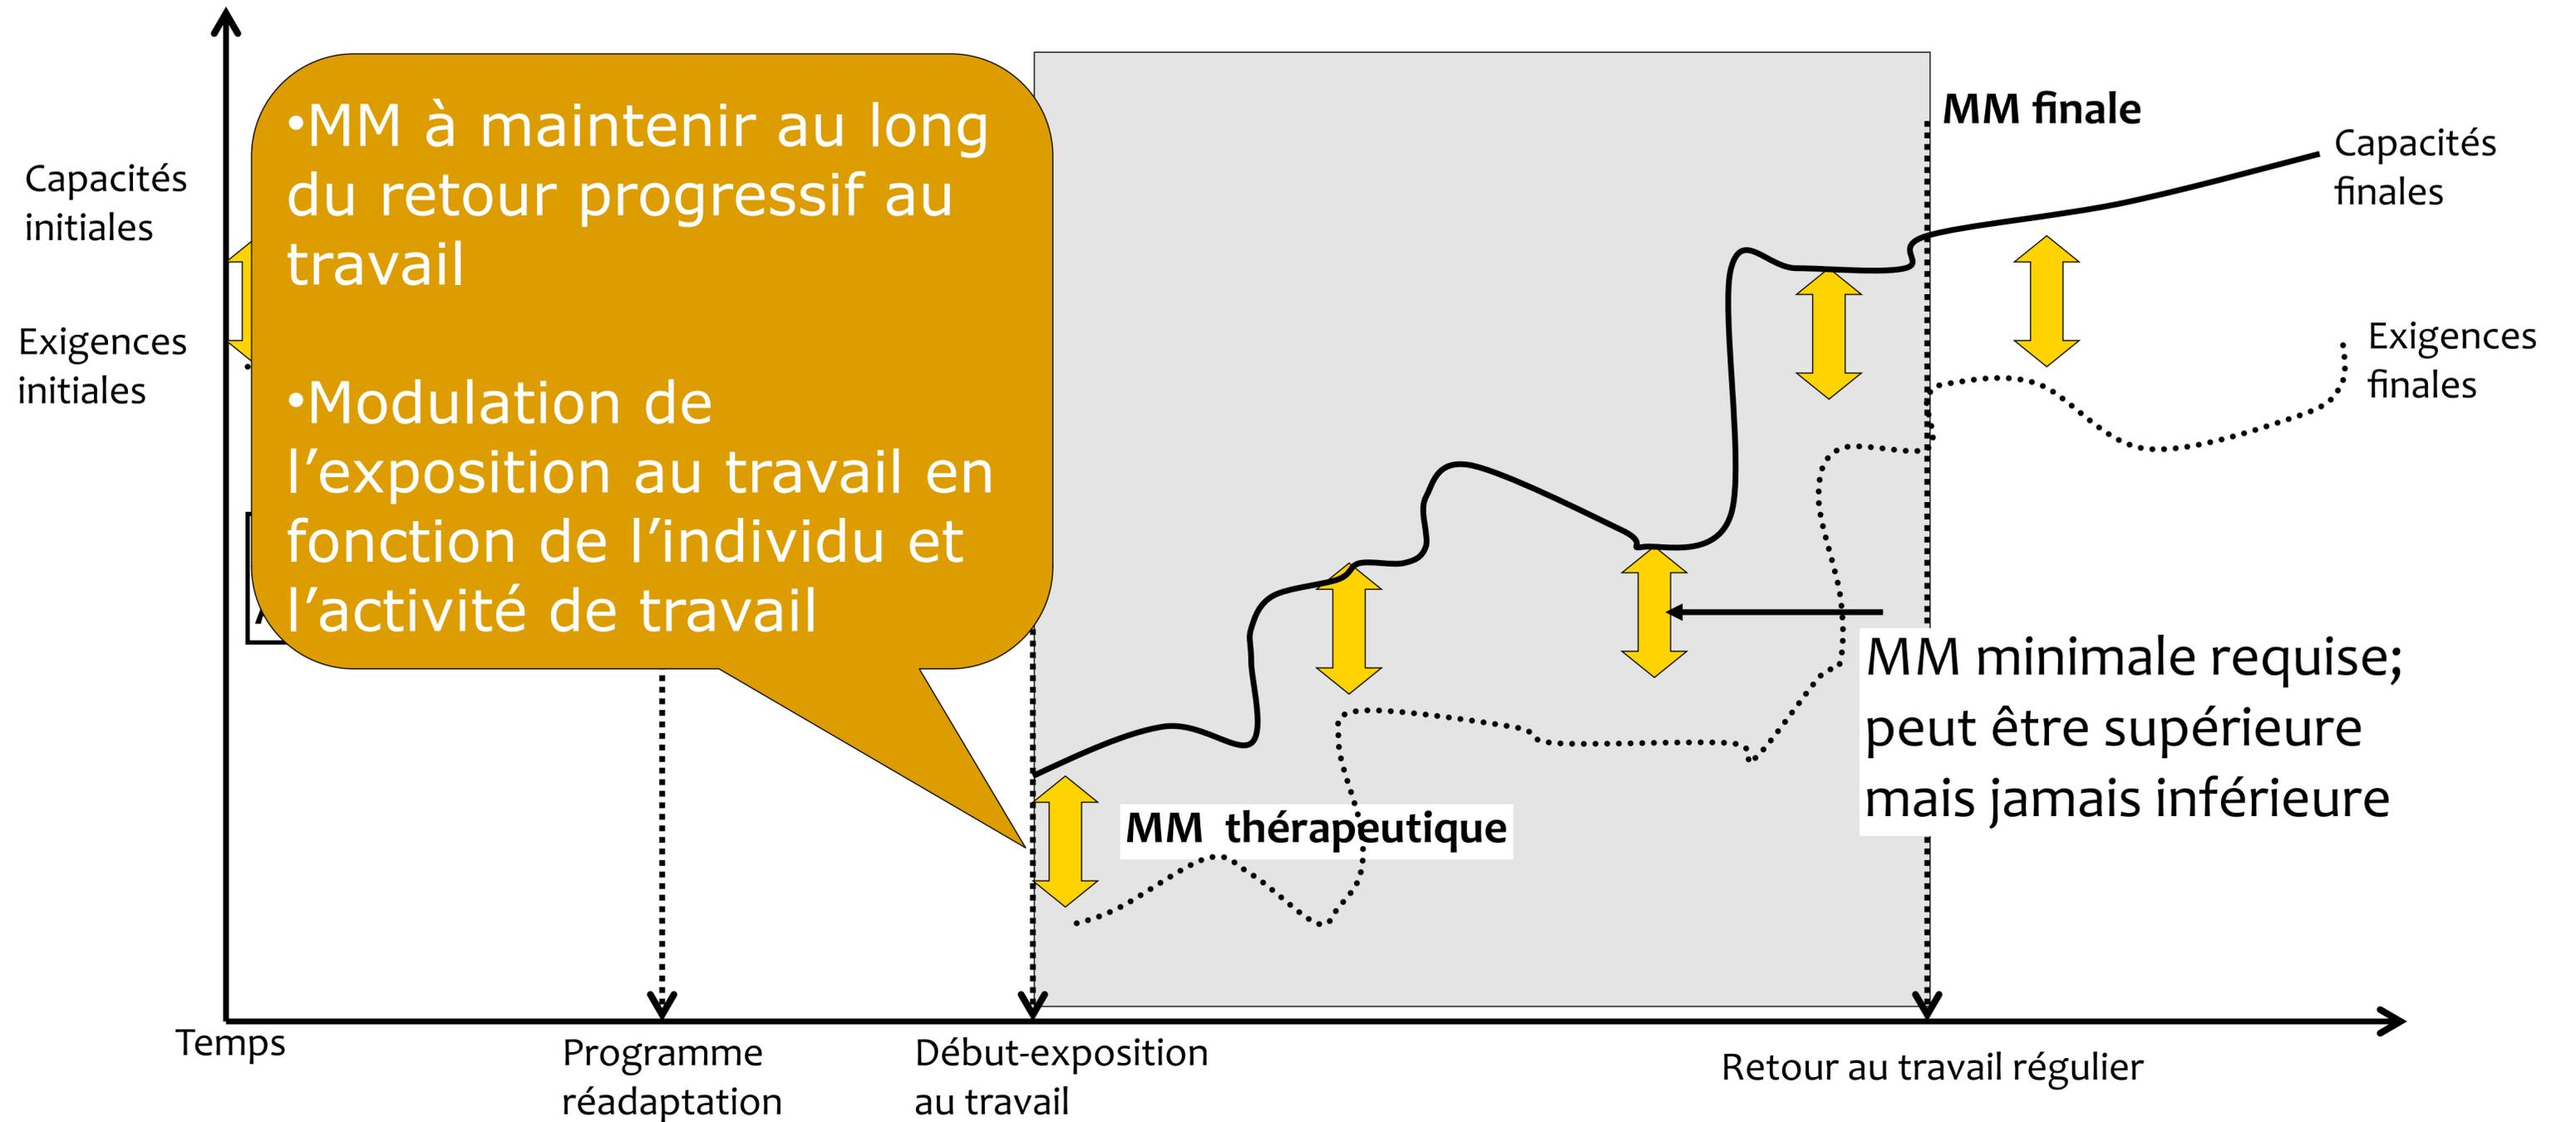 •MM à maintenir au long
du retour progressif au
travail
•Modulation de
l’exposition au travail en
fonction de l’individu et
l’activité de travail
Capacités
initiales
Exigences
initiales
MM finale
Capacités
finales
Exigences
finales
MM minimale requise;
peut être supérieure
mais jamais inférieure
MM thérapeutique
Temps
Programme
réadaptation
Début-exposition
au travail
Retour au travail régulier